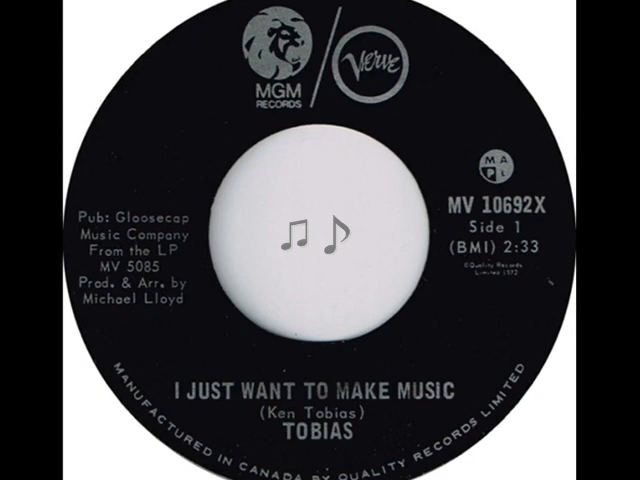 MGM
RECORDS
Verve
M A
P L
MV 10692X
Side 1
(BMI) 2:33
©Quality Records
Limited 1972
Pub: Gloosecap
Music Company
From the LP
MV 5085
Prod. & Arr. by
Michael Lloyd
I JUST WANT TO MAKE MUSIC
(Ken Tobias)
TOBIAS
MANUFACTURED IN CANADA BY QUALITY RECORDS LIMITED